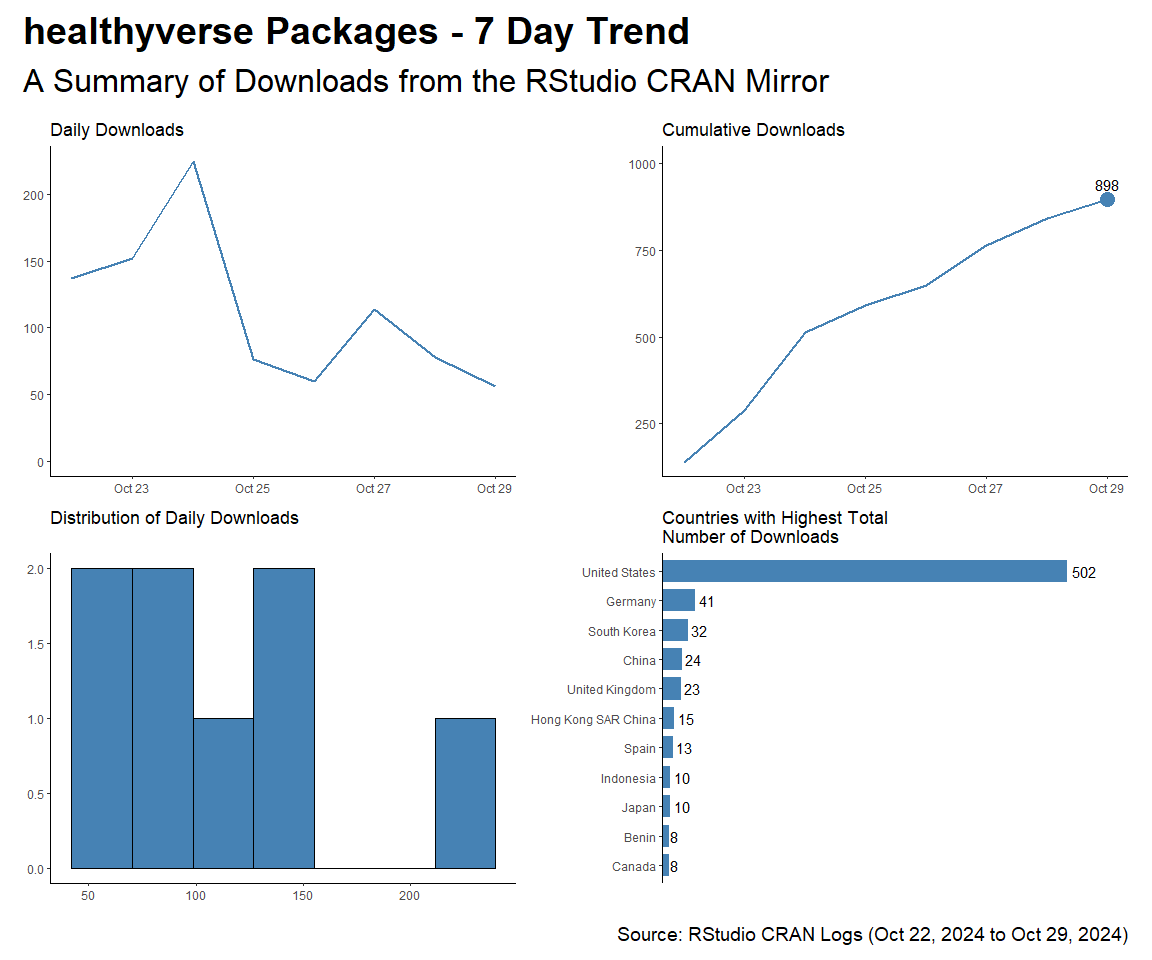 healthyverse Packages - 7 Day Trend
A Summary of Downloads from the RStudio CRAN Mirror
Daily Downloads
200
150
100
50
0
Oct 23
Oct 25
Oct 27
Oct 29
Cumulative Downloads
1000
750
500
250
898
Oct 23
Oct 25
Oct 27
Oct 29
Distribution of Daily Downloads
2.0
1.5
1.0
0.5
0.0
50
100
150
200
Countries with Highest Total
Number of Downloads
United States 502
Germany 41
South Korea 32
China 24
United Kingdom 23
Hong Kong SAR China 15
Spain 13
Indonesia 10
Japan 10
Benin 8
Canada 8
Source: RStudio CRAN Logs (Oct 22, 2024 to Oct 29, 2024)